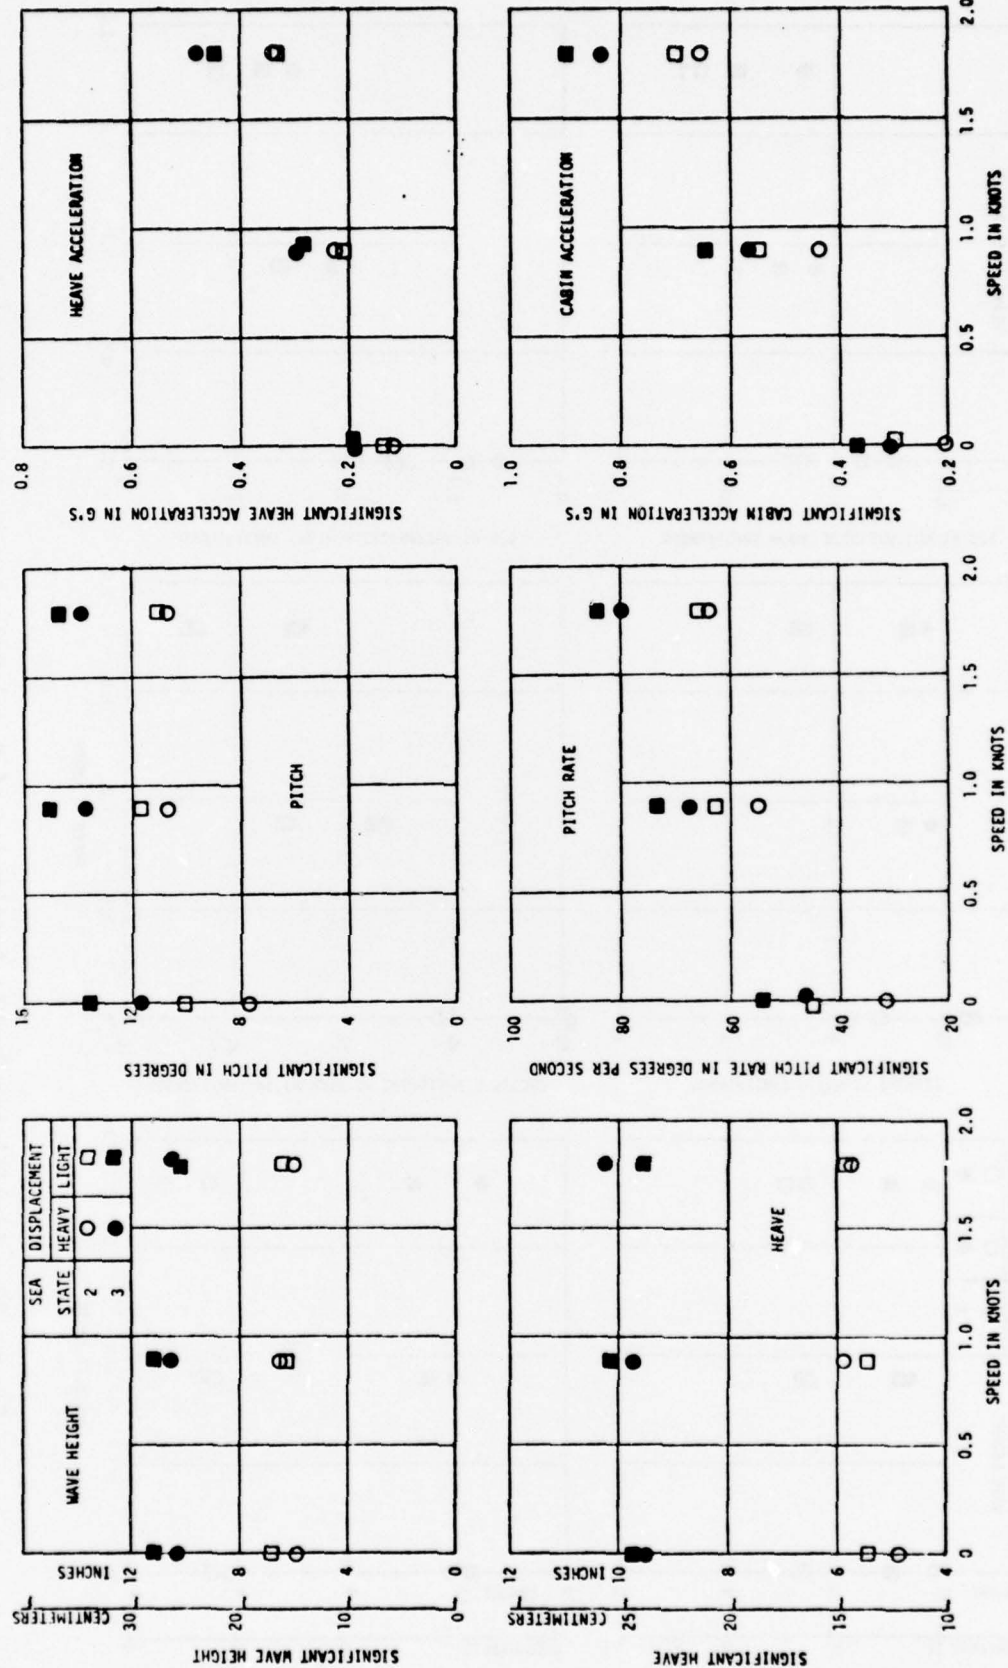 SEA
DISPLACEMENT
STATE
HEAVY
LIGHT
2
3
WAVE HEIGHT
SIGNIFICANT WAVE HEIGHT
CENTIMETERS
INCHES
30
20
10
0
12
8
4
0
PITCH
SIGNIFICANT PITCH IN DEGREES
15
12
8
4
0
HEAVE ACCELERATION
SIGNIFICANT HEAVE ACCELERATION IN G'S
0.8
0.6
0.4
0.2
0
HEAVE
SIGNIFICANT HEAVE
CENTIMETERS
INCHES
25
20
15
10
12
10
8
6
4
0
0.5
1.0
1.5
2.0
SPEED IN KNOTS
PITCH RATE
SIGNIFICANT PITCH RATE IN DEGREES PER SECOND
100
80
60
40
20
0
0.5
1.0
1.5
2.0
SPEED IN KNOTS
CABIN ACCELERATION
SIGNIFICANT CABIN ACCELERATION IN G'S
1.0
0.8
0.6
0.4
0.2
0
0.5
1.0
1.5
2.0
SPEED IN KNOTS